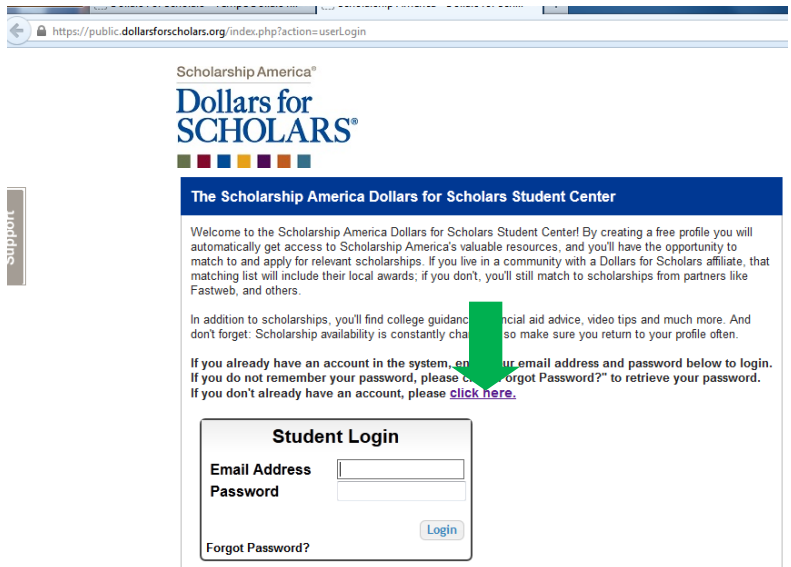 https://public.dollarsforscholars.org/index.php?action=userLogin
Scholarship America®
Dollars for
SCHOLARS®
Support
The Scholarship America Dollars for Scholars Student Center
Welcome to the Scholarship America Dollars for Scholars Student Center! By creating a free profile you will
automatically get access to Scholarship America's valuable resources, and you'll have the opportunity to
match to and apply for relevant scholarships. If you live in a community with a Dollars for Scholars affiliate, that
matching list will include their local awards; if you don't, you'll still match to scholarships from partners like
Fastweb, and others.
In addition to scholarships, you'll find college guidanc ncial aid advice, video tips and much more. And
don't forget: Scholarship availability is constantly cha so make sure you return to your profile often.
If you already have an account in the system, en ur email address and password below to login.
If you do not remember your password, please c orgot Password?" to retrieve your password.
If you don't already have an account, please click here.
Student Login
Email Address
Password
Login
Forgot Password?